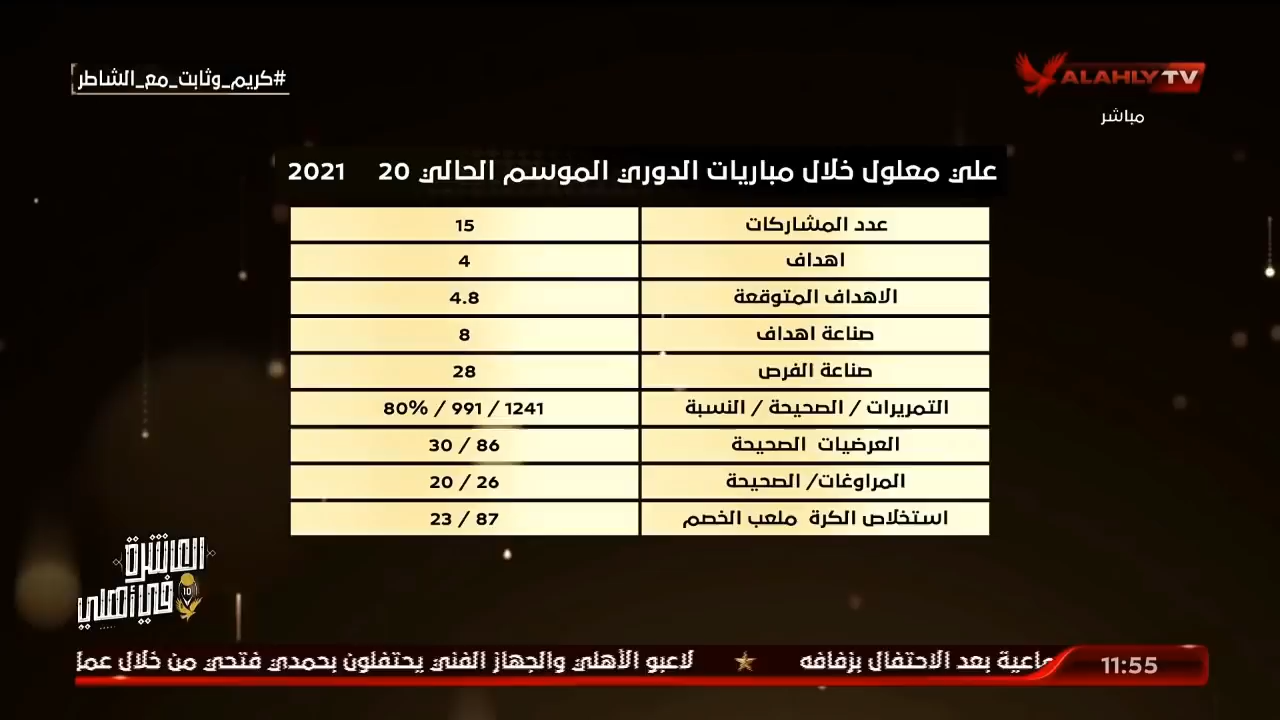 #كريم_وثابت_مع_الشاطر
ALAHLY TV
مباشر
علي معلول خلال مباريات الدوري الموسم الحالي 20 2021
عدد المشاركات 15
اهداف 4
الاهداف المتوقعة 4.8
صناعة اهداف 8
صناعة الفرص 28
التمريرات / الصحيحة / النسبة 1241 / 991 / 80%
العرضيات الصحيحة 86 / 30
المراوغات/ الصحيحة 26 / 20
استخلاص الكرة ملعب الخصم 87 / 23
العاشرة
في أهلي
10
ماعية بعد الاحتفال بزفافه ★ لاعبو الأهلي والجهاز الفني يحتفلون بحمدي فتحي من خلال عمل
11:55